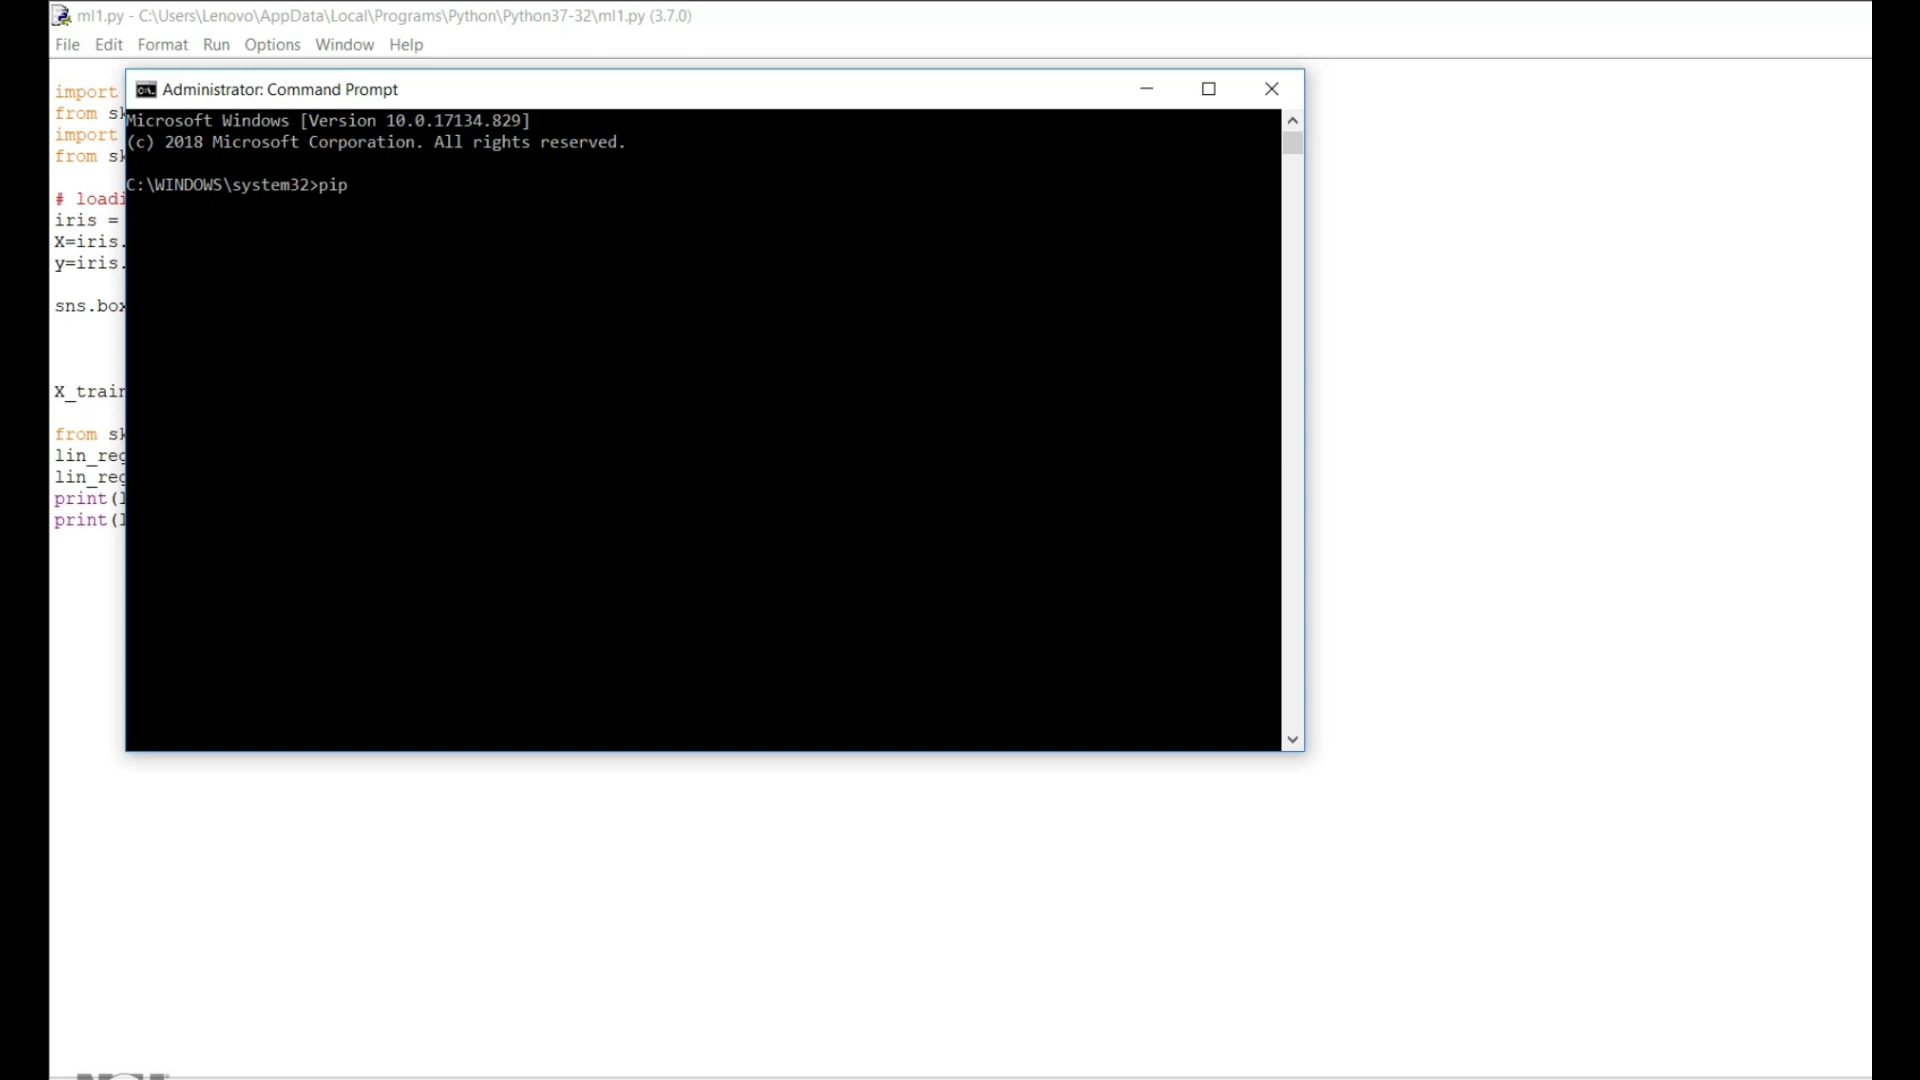 ml1.py - C:\Users\Lenovo\AppData\Local\Programs\Python\Python37-32\ml1.py (3.7.0)
File Edit Format Run Options Window Help
Administrator: Command Prompt
Microsoft Windows [Version 10.0.17134.829]
(c) 2018 Microsoft Corporation. All rights reserved.
C:\WINDOWS\system32>pip
import
from sk
import
from sk
# loadi
iris =
X=iris.
y=iris.
sns.box
X_train
from sk
lin_reg
lin_reg
print(l
print(l